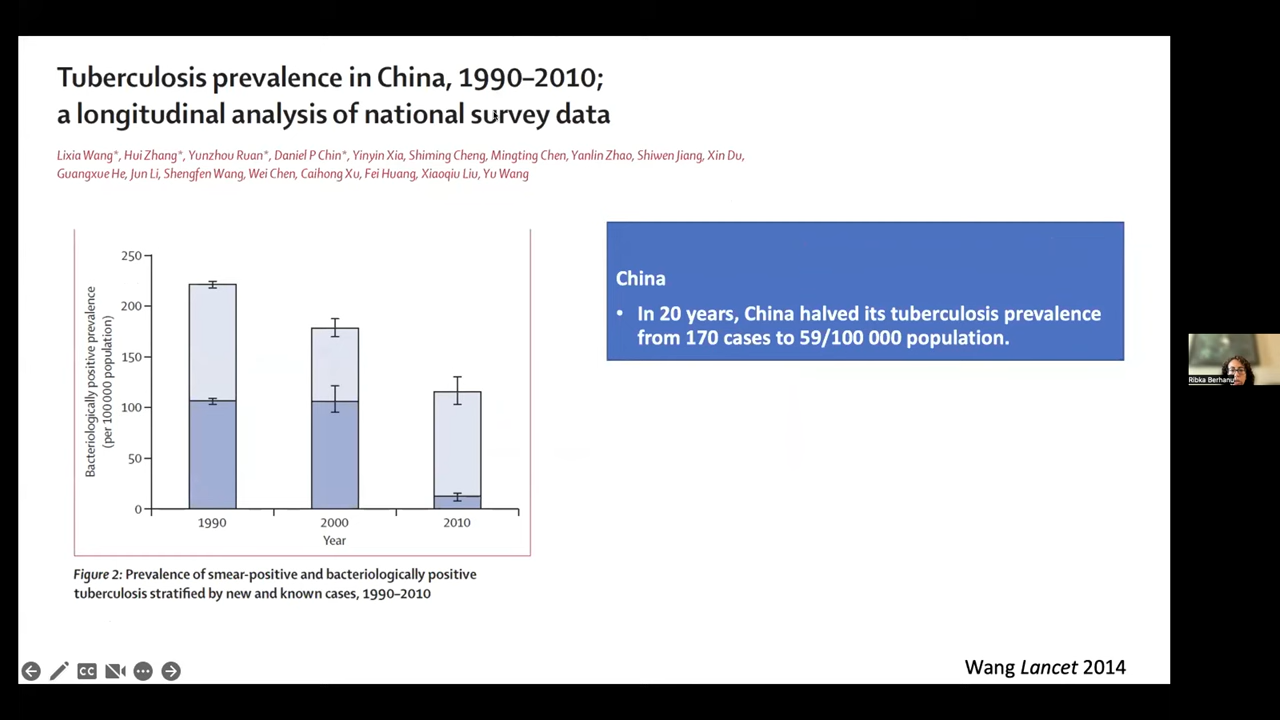 Tuberculosis prevalence in China, 1990–2010;
a longitudinal analysis of national survey data
Lixia Wang*, Hui Zhang*, Yunzhou Ruan*, Daniel P Chin*, Yinyin Xia, Shiming Cheng, Mingting Chen, Yanlin Zhao, Shiwen Jiang, Xin Du,
Guangxue He, Jun Li, Shengfen Wang, Wei Chen, Caihong Xu, Fei Huang, Xiaoqiu Liu, Yu Wang
Bacteriologically positive prevalence
(per 100 000 population)
250
200
150
100
50
0
1990
2000
2010
Year
Figure 2: Prevalence of smear-positive and bacteriologically positive
tuberculosis stratified by new and known cases, 1990–2010
China
• In 20 years, China halved its tuberculosis prevalence
from 170 cases to 59/100 000 population.
Ribka Berhanu
CC
Wang Lancet 2014